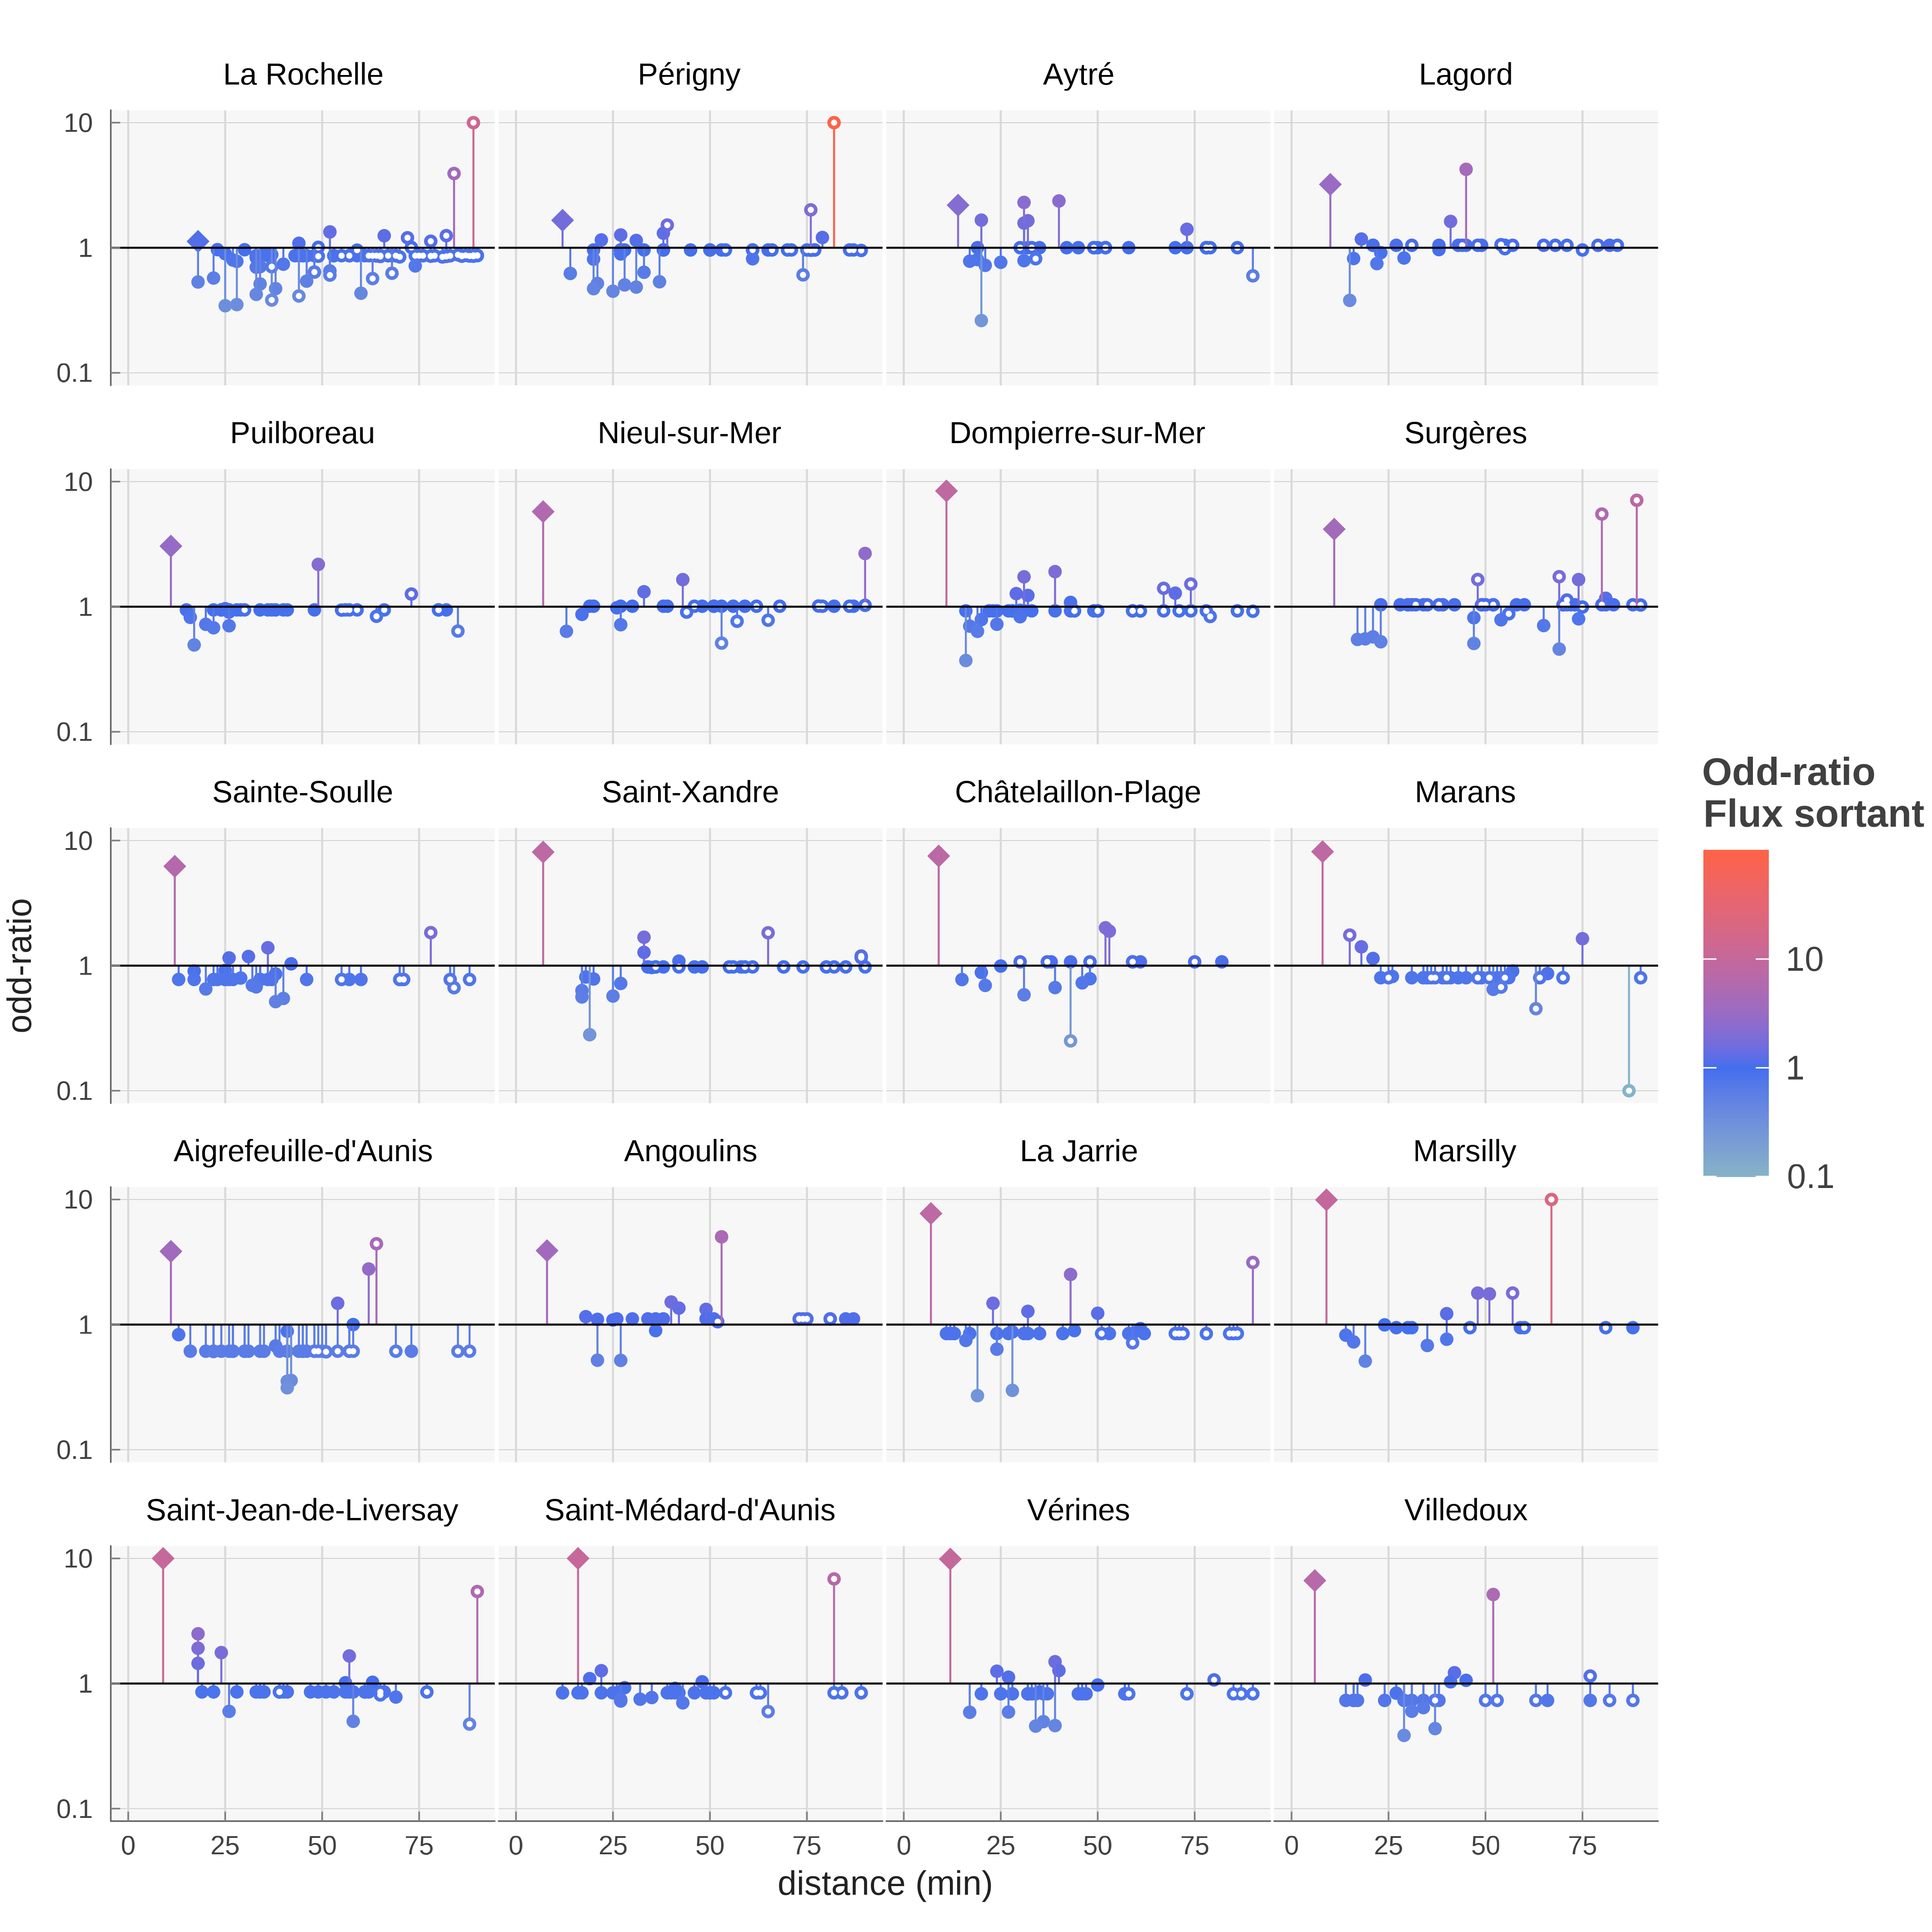 La Rochelle
Périgny
Aytré
Lagord
10
1
0.1
Puilboreau
Nieul-sur-Mer
Dompierre-sur-Mer
Surgères
10
1
0.1
Sainte-Soulle
Saint-Xandre
Châtelaillon-Plage
Marans
10
1
0.1
Aigrefeuille-d'Aunis
Angoulins
La Jarrie
Marsilly
10
1
0.1
Saint-Jean-de-Liversay
Saint-Médard-d'Aunis
Vérines
Villedoux
10
1
0.1
0 25 50 75
0 25 50 75
0 25 50 75
0 25 50 75
distance (min)
odd-ratio
Odd-ratio
Flux sortant
10
1
0.1